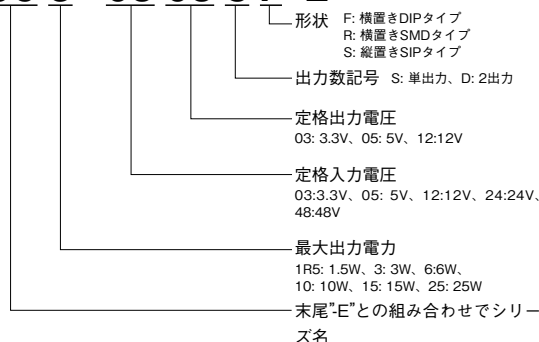 形状 F: 横置きDIPタイプ
R: 横置きSMDタイプ
S: 縦置きSIPタイプ
出力数記号 S: 単出力、D: 2出力
定格出力電圧
03: 3.3V、05: 5V、12:12V
定格入力電圧
03:3.3V、05: 5V、12:12V、24:24V、
48:48V
最大出力電力
1R5: 1.5W、3: 3W、6:6W、
10: 10W、15: 15W、25: 25W
末尾"-E"との組み合わせでシリー
ズ名